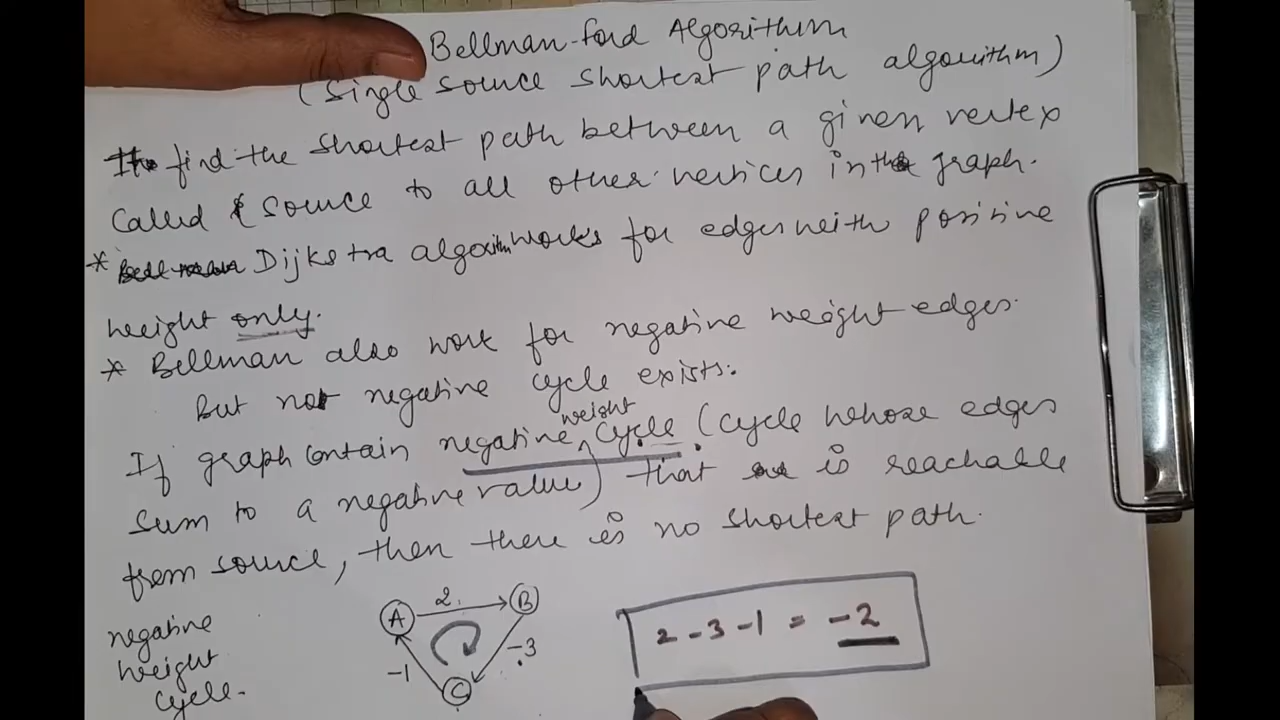 Bellman-ford Algorithm
(Single source shortest path algorithm)
find the shortest path between a given vertex
Called source to all other vertices in the graph.
* Dijkstra algorithm works for edges with positive
weight only.
* Bellman also work for negative weight edges.
But not negative cycle exists.
If graph contain negative weight cycle (cycle whose edges
sum to a negative value) that is reachable
from source, then there is no shortest path.
negative
weight
cycle.
A 2 B
-1 -3
C
2 - 3 - 1 = -2